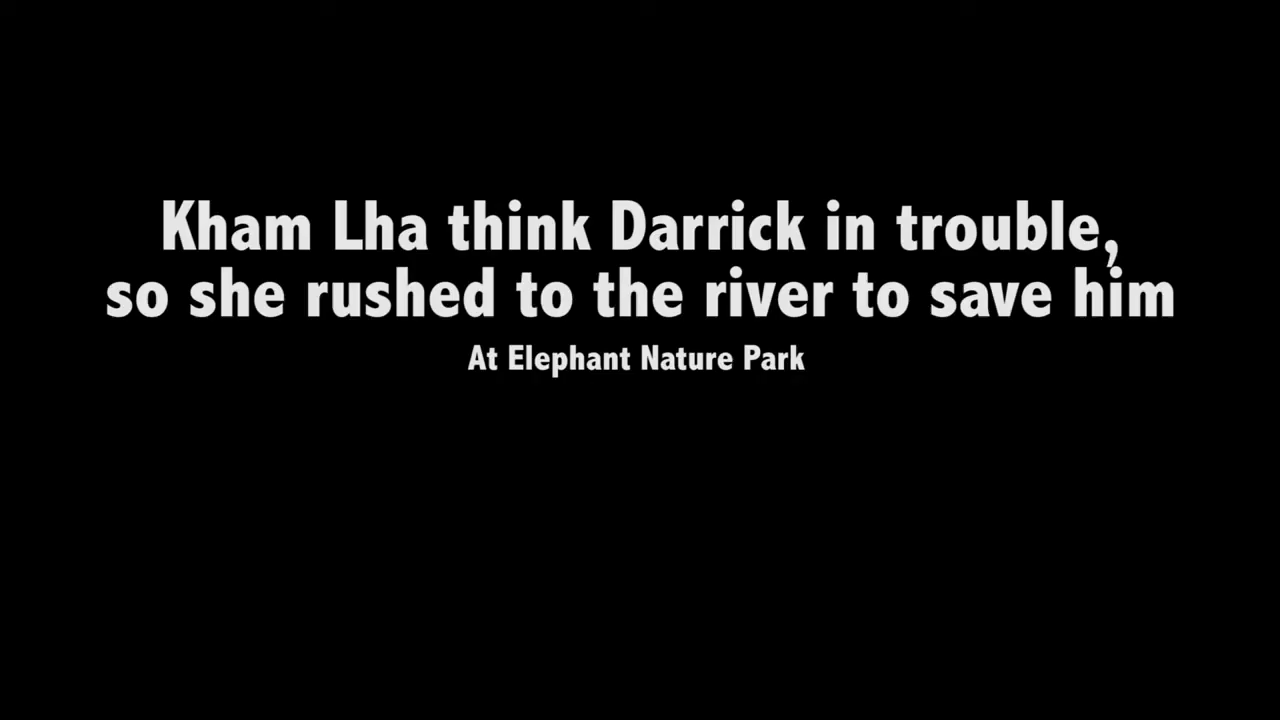 Kham Lha think Darrick in trouble,
so she rushed to the river to save him
At Elephant Nature Park